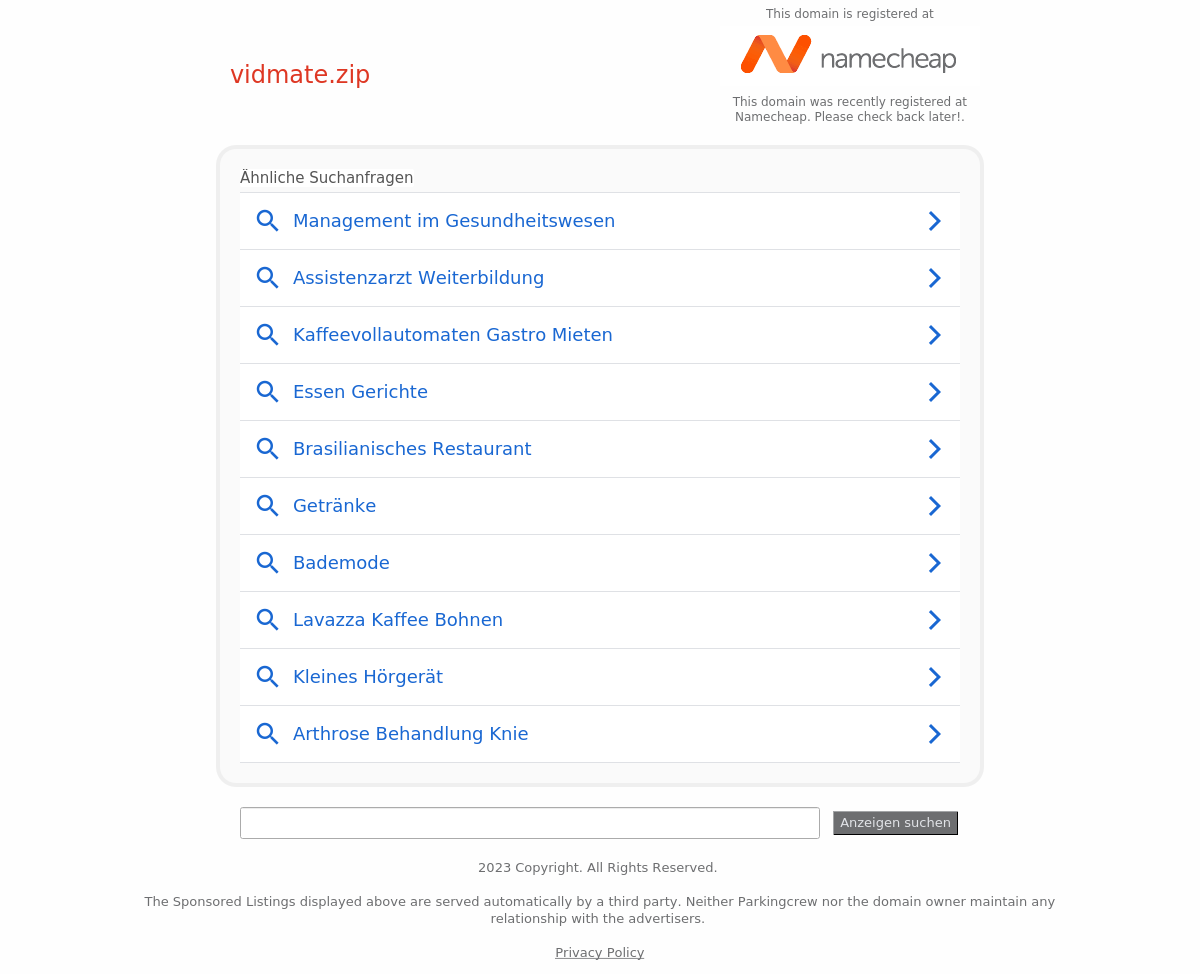 This domain is registered at
namecheap
vidmate.zip
This domain was recently registered at
Namecheap. Please check back later!.
Ähnliche Suchanfragen
Management im Gesundheitswesen
Assistenzarzt Weiterbildung
Kaffeevollautomaten Gastro Mieten
Essen Gerichte
Brasilianisches Restaurant
Getränke
Bademode
Lavazza Kaffee Bohnen
Kleines Hörgerät
Arthrose Behandlung Knie
Anzeigen suchen
2023 Copyright. All Rights Reserved.
The Sponsored Listings displayed above are served automatically by a third party. Neither Parkingcrew nor the domain owner maintain any
relationship with the advertisers.
Privacy Policy